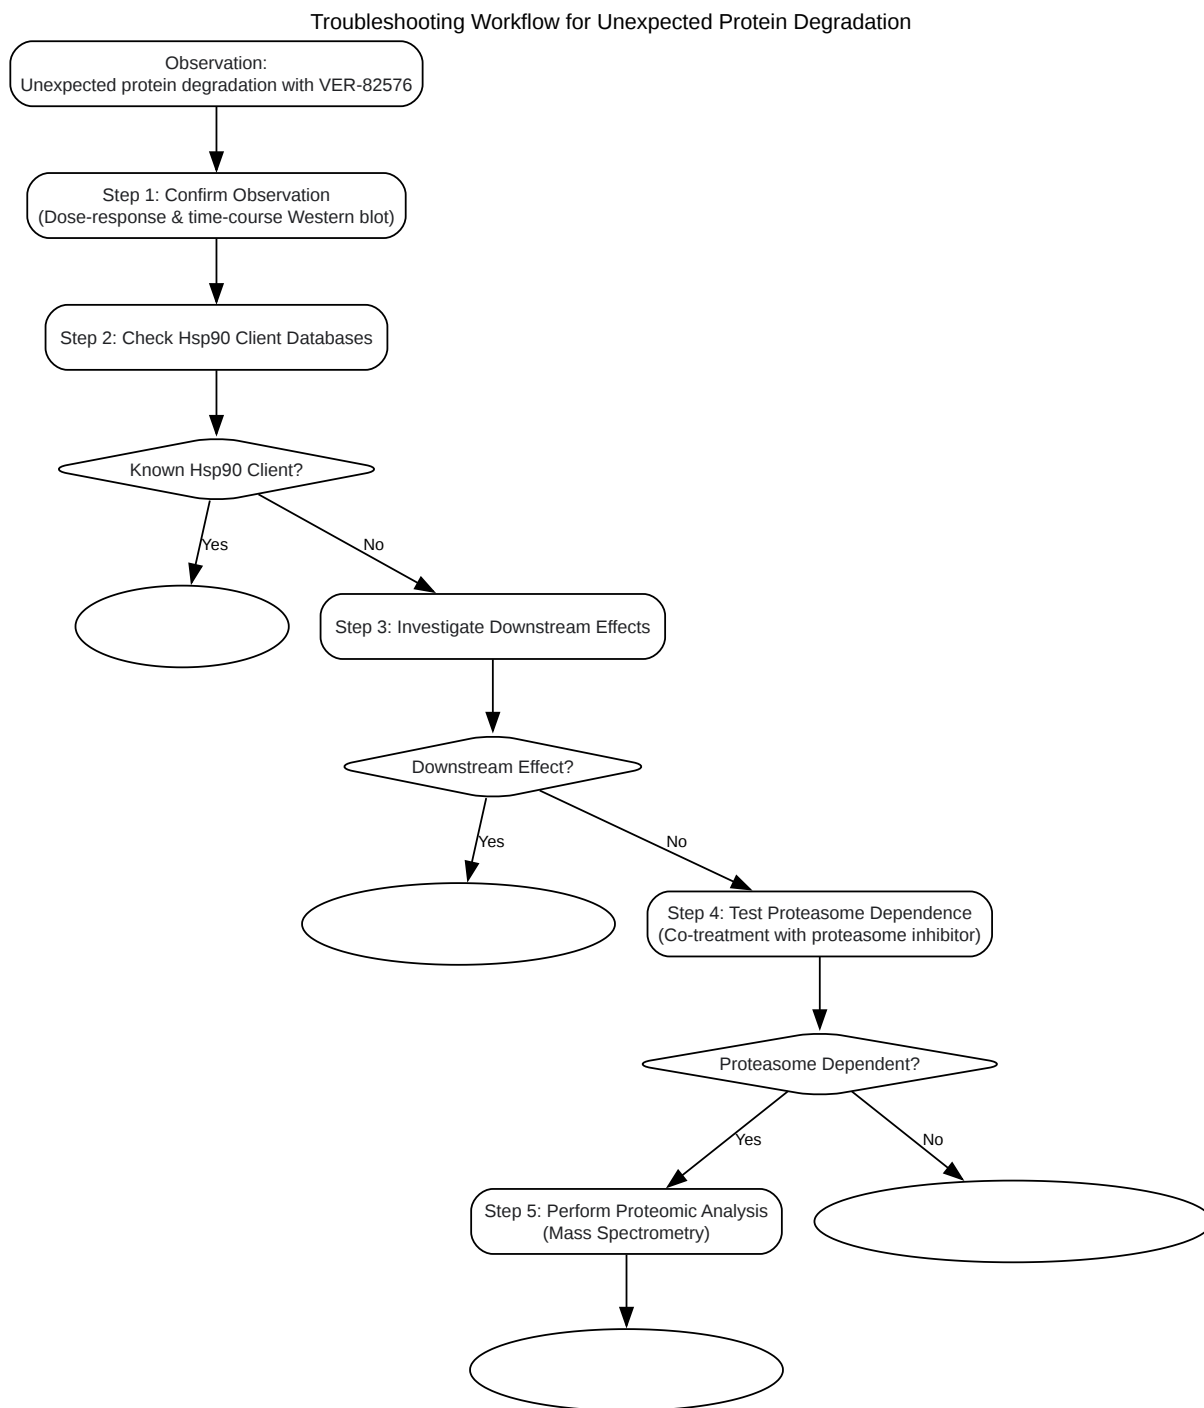 Troubleshooting Workflow for Unexpected Protein Degradation
Observation:
Unexpected protein degradation with VER-82576
Step 1: Confirm Observation
(Dose-response & time-course Western blot)
Step 2: Check Hsp90 Client Databases
Known Hsp90 Client?
Yes
No
Step 3: Investigate Downstream Effects
Downstream Effect?
Yes
No
Step 4: Test Proteasome Dependence
(Co-treatment with proteasome inhibitor)
Proteasome Dependent?
Yes
No
Step 5: Perform Proteomic Analysis
(Mass Spectrometry)